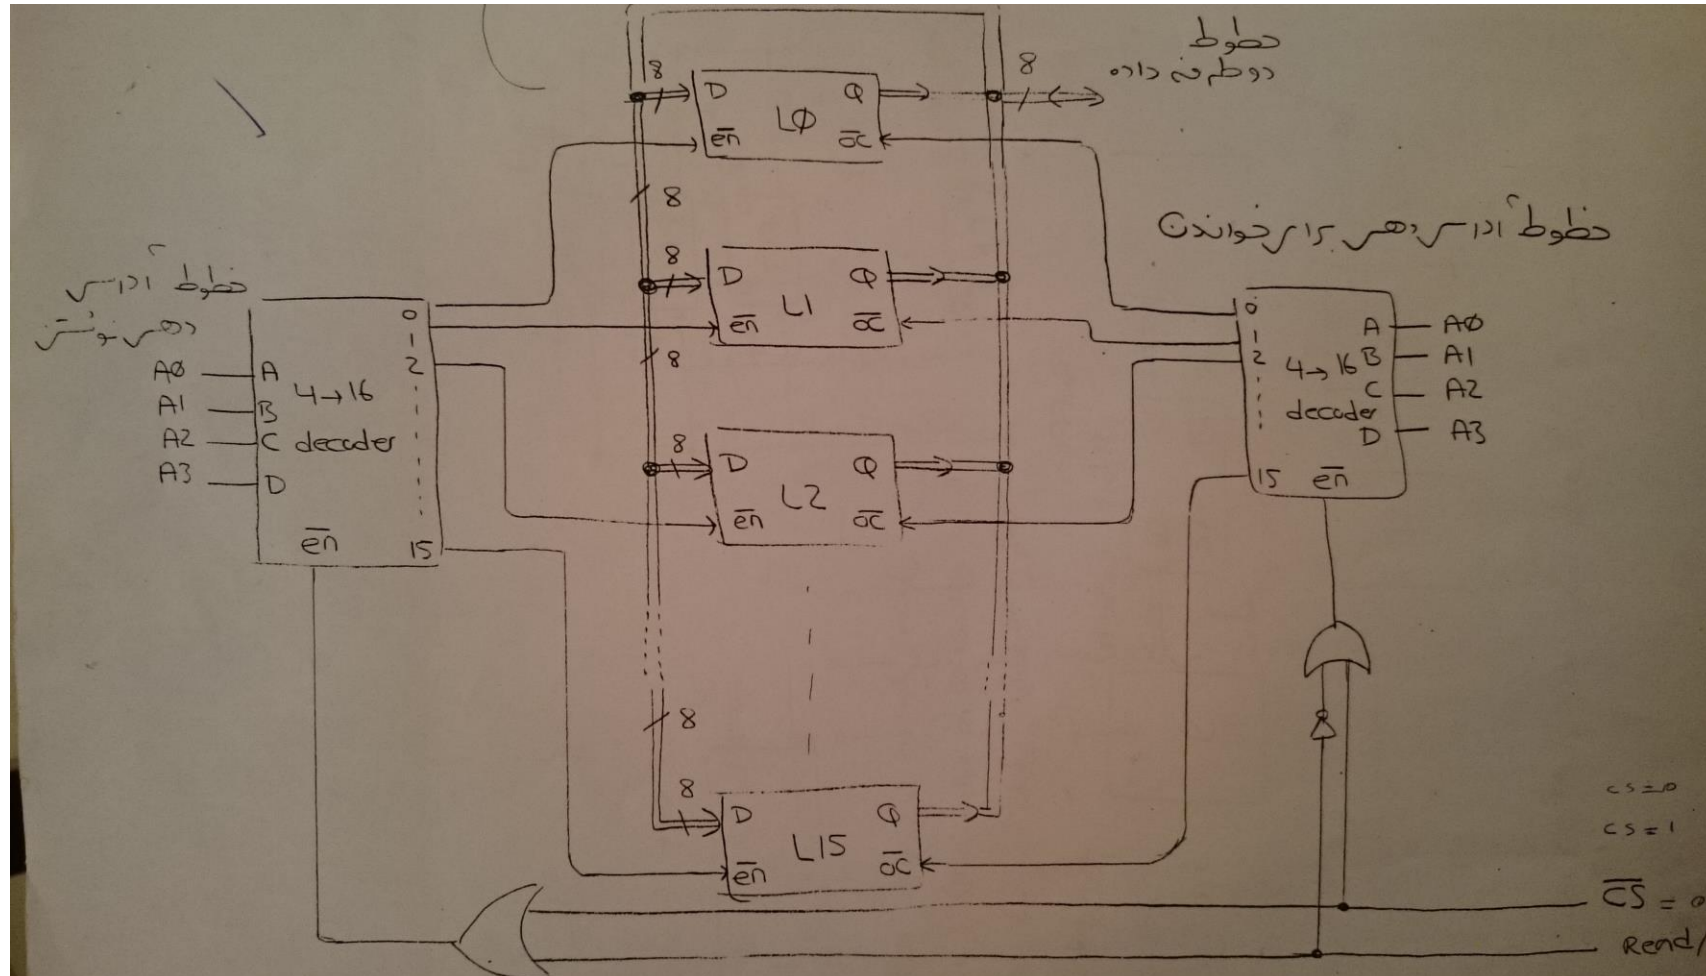 8
خطوط
دوطرفه داده
8
D Q
L0
en oc
8
خطوط آدرس دهی برای خواندن
8
D Q
L1
en oc
خطوط آدرس
دهی نوشتن
0
1
2
A0 A
A1 B
A2 C
A3 D
4→16
decoder
en
15
0
1
2
15
A A0
B A1
C A2
D A3
4→16
decoder
en
8
8
D Q
L2
en oc
8
8
D Q
L15
en oc
cs=0
cs=1
CS = 0
Read/